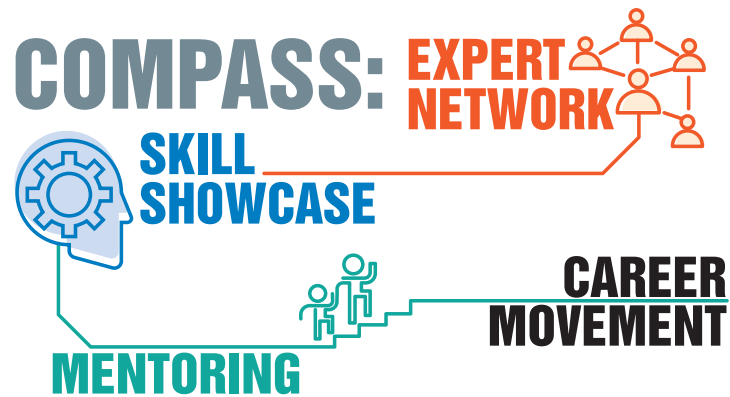 COMPASS:
EXPERT
NETWORK
SKILL
SHOWCASE
MENTORING
CAREER
MOVEMENT